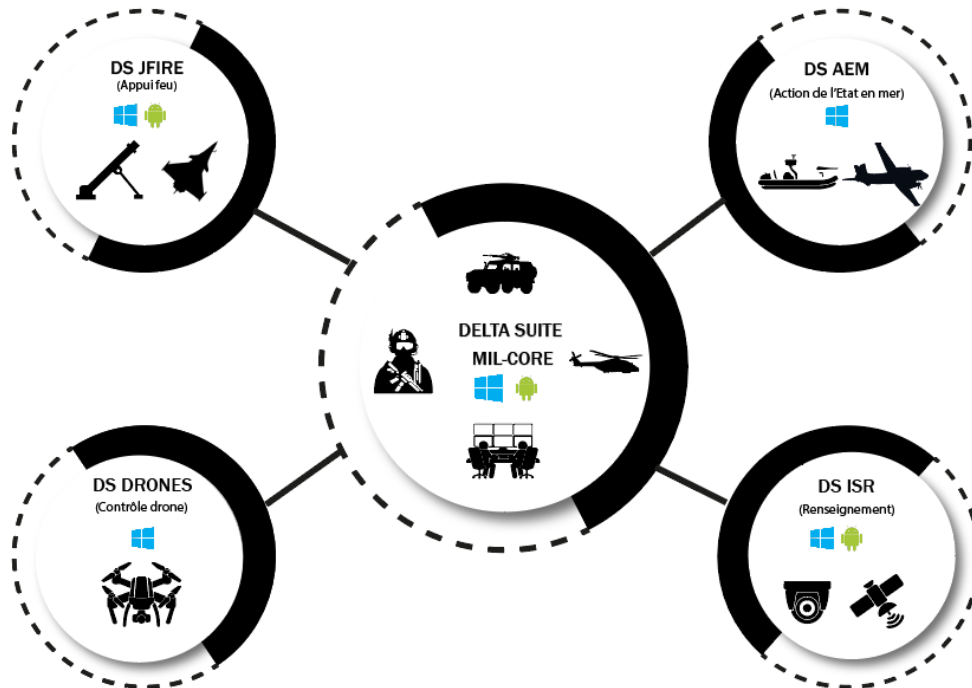 DS JFIRE
(Appui feu)
DS AEM
(Action de l'Etat en mer)
DELTA SUITE
MIL-CORE
DS DRONES
(Contrôle drone)
DS ISR
(Renseignement)